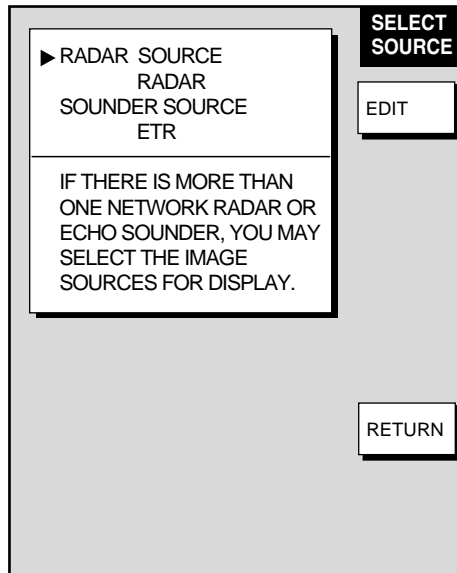 SELECT
SOURCE
▶RADAR SOURCE
RADAR
SOUNDER SOURCE
ETR
IF THERE IS MORE THAN
ONE NETWORK RADAR OR
ECHO SOUNDER, YOU MAY
SELECT THE IMAGE
SOURCES FOR DISPLAY.
EDIT
RETURN